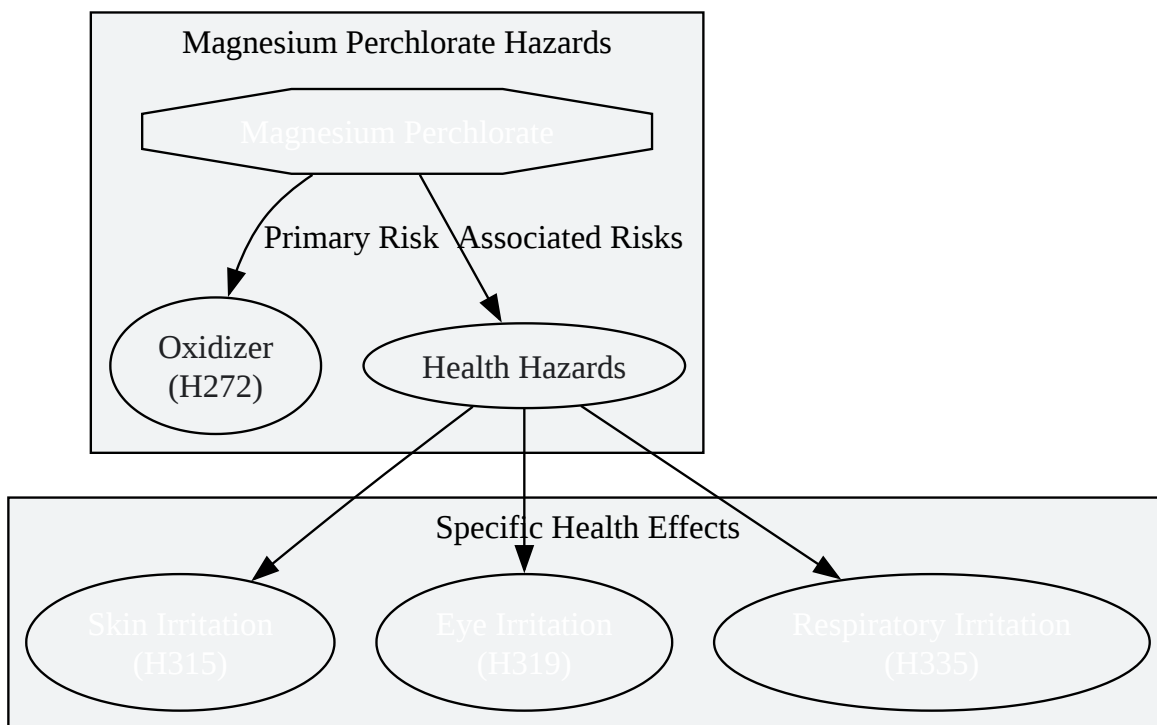 Magnesium Perchlorate Hazards
Magnesium Perchlorate
Primary Risk
Associated Risks
Oxidizer
(H272)
Health Hazards
Specific Health Effects
Skin Irritation
(H315)
Eye Irritation
(H319)
Respiratory Irritation
(H335)